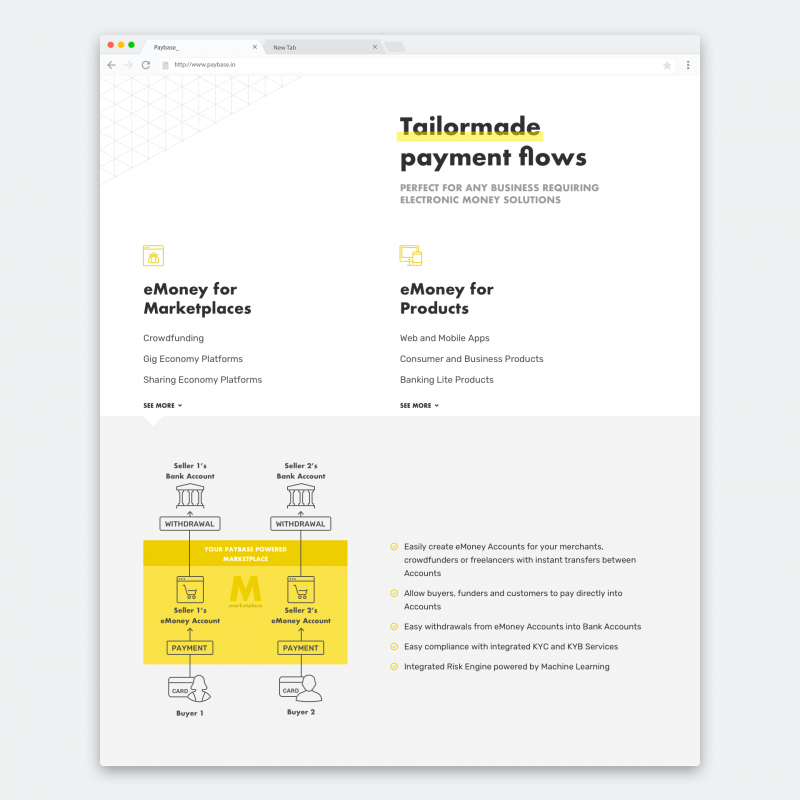 Paybase_
New Tab
http://www.paybase.io
Tailormade
payment flows
PERFECT FOR ANY BUSINESS REQUIRING
ELECTRONIC MONEY SOLUTIONS
eMoney for
Marketplaces
Crowdfunding
Gig Economy Platforms
Sharing Economy Platforms
SEE MORE
eMoney for
Products
Web and Mobile Apps
Consumer and Business Products
Banking Lite Products
SEE MORE
Seller 1's
Bank Account
WITHDRAWAL
Seller 2's
Bank Account
WITHDRAWAL
YOUR PAYBASE POWERED
MARKETPLACE
M
marketplace
Seller 1's
eMoney Account
PAYMENT
CARD
Buyer 1
Seller 2's
eMoney Account
PAYMENT
CARD
Buyer 2
Easily create eMoney Accounts for your merchants,
crowdfunders or freelancers with instant transfers between
Accounts
Allow buyers, funders and customers to pay directly into
Accounts
Easy withdrawals from eMoney Accounts into Bank Accounts
Easy compliance with integrated KYC and KYB Services
Integrated Risk Engine powered by Machine Learning